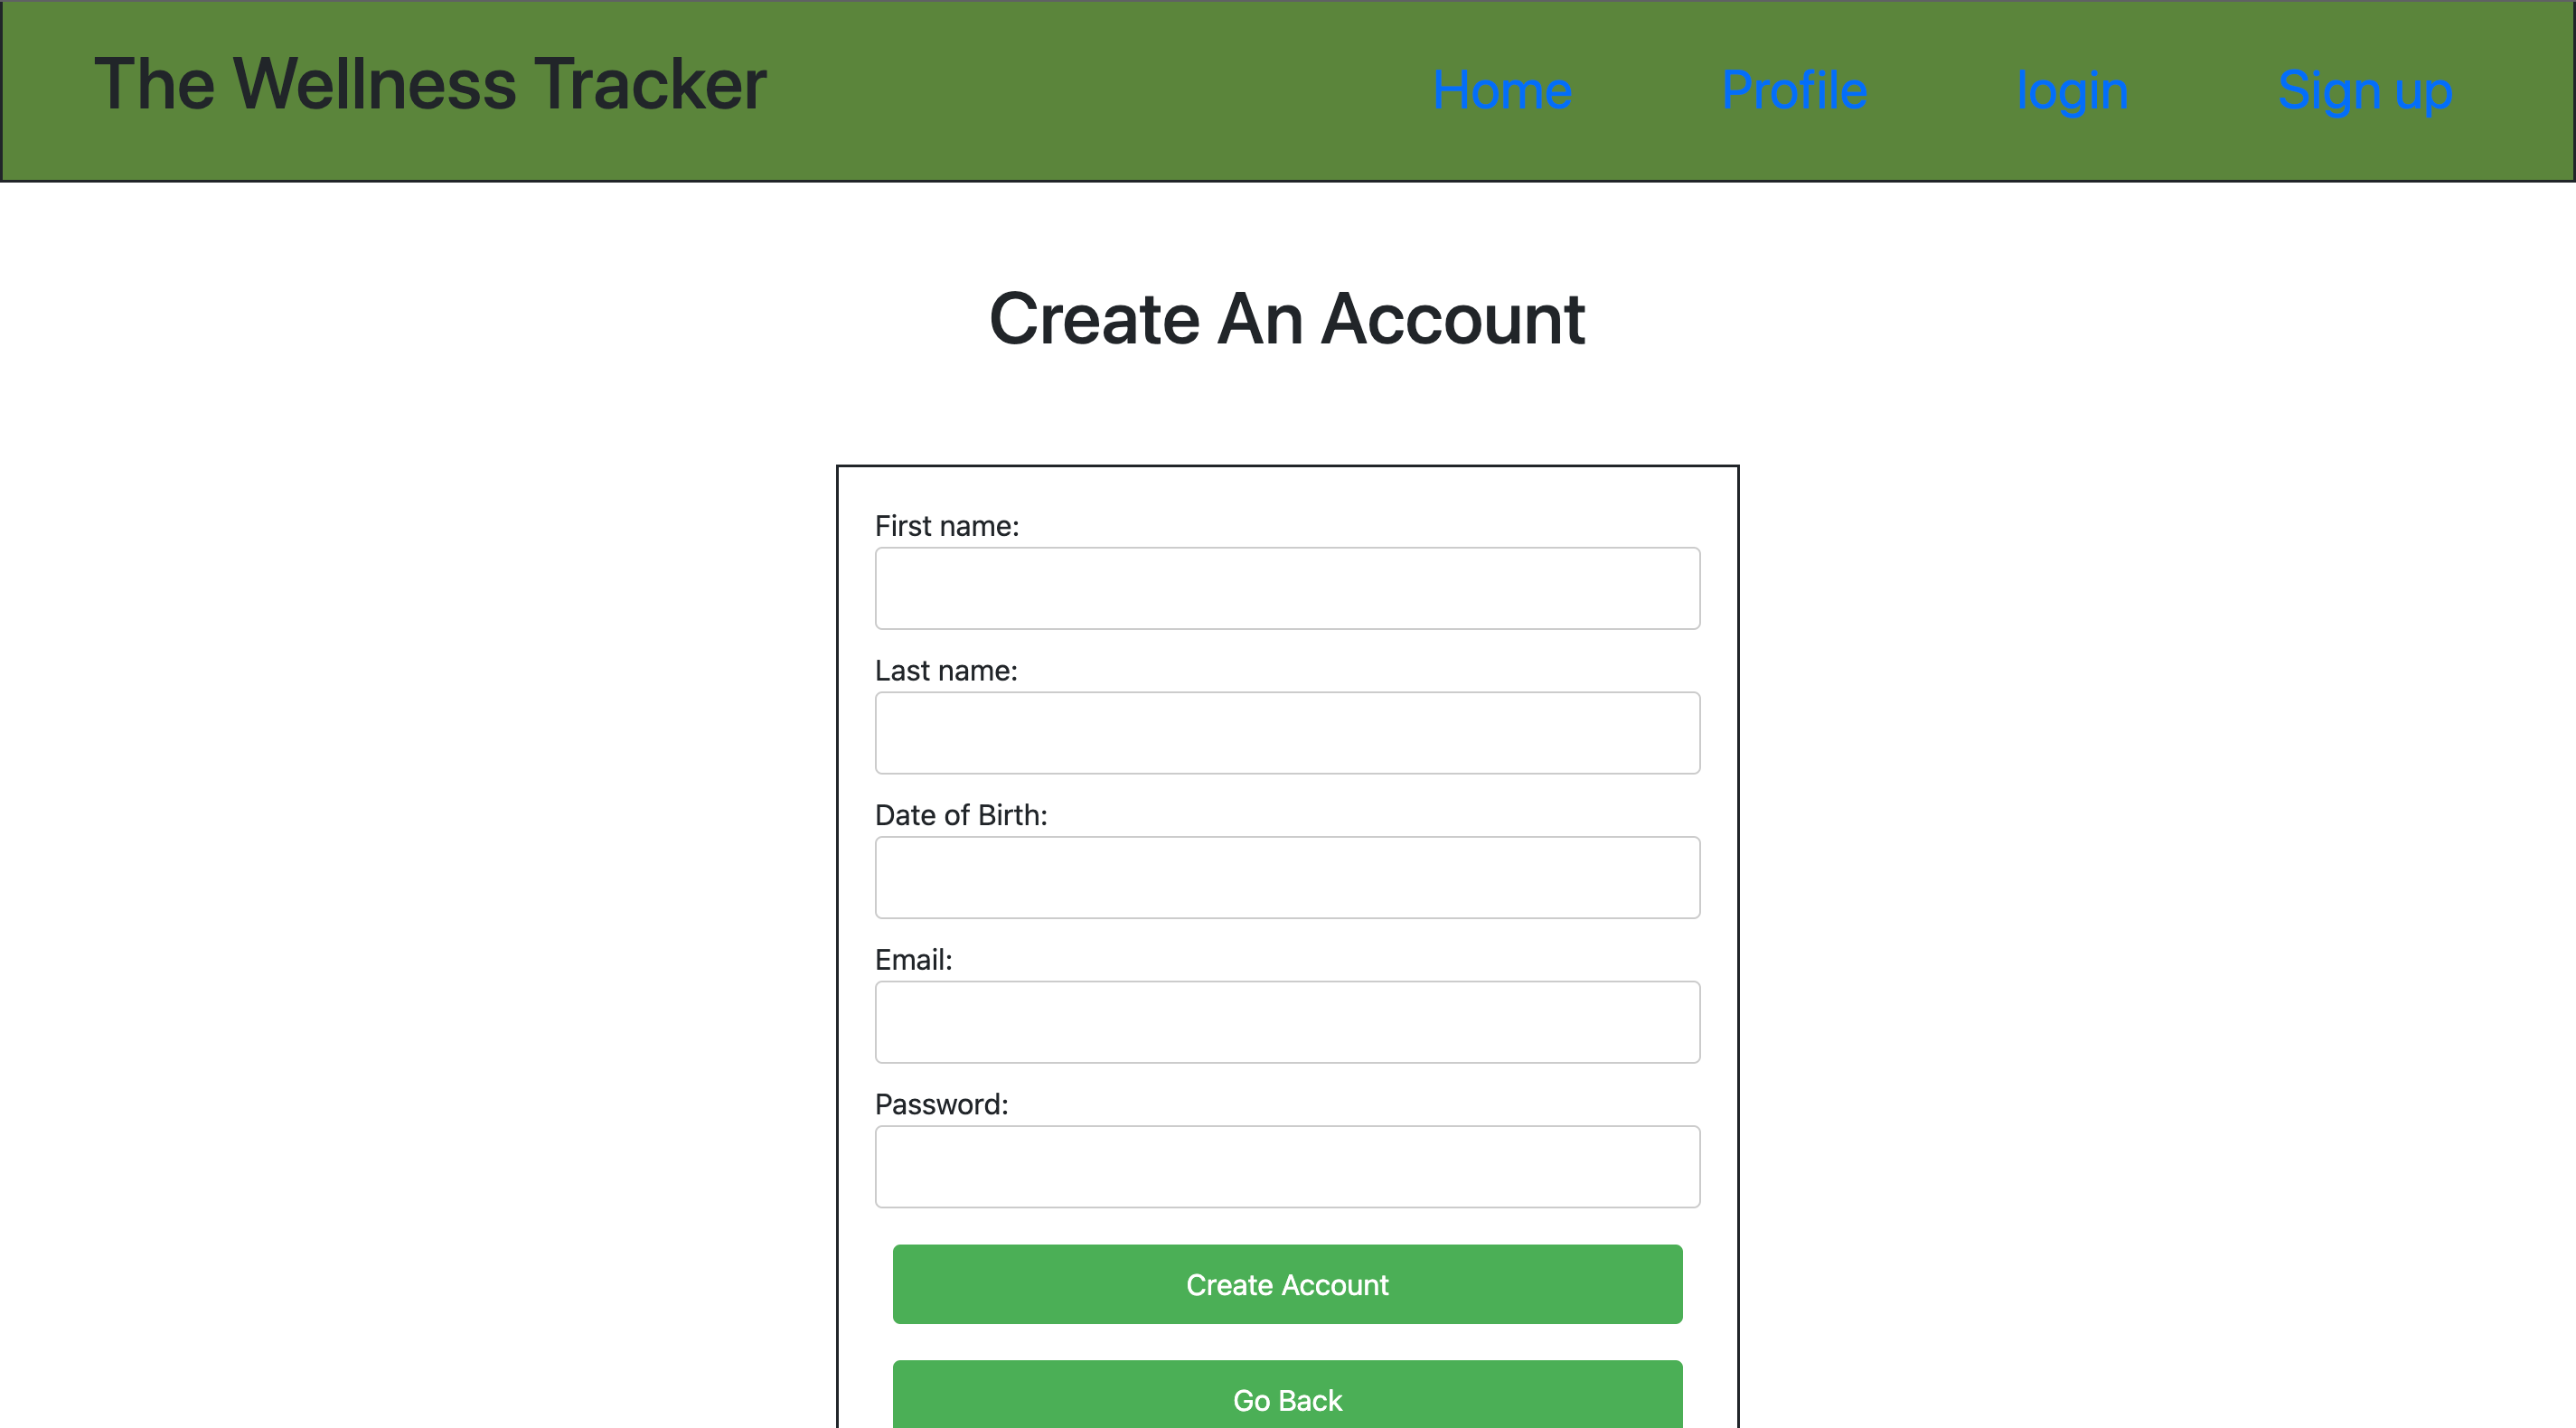 The Wellness Tracker
Home Profile login Sign up
Create An Account
First name:
Last name:
Date of Birth:
Email:
Password:
Create Account
Go Back